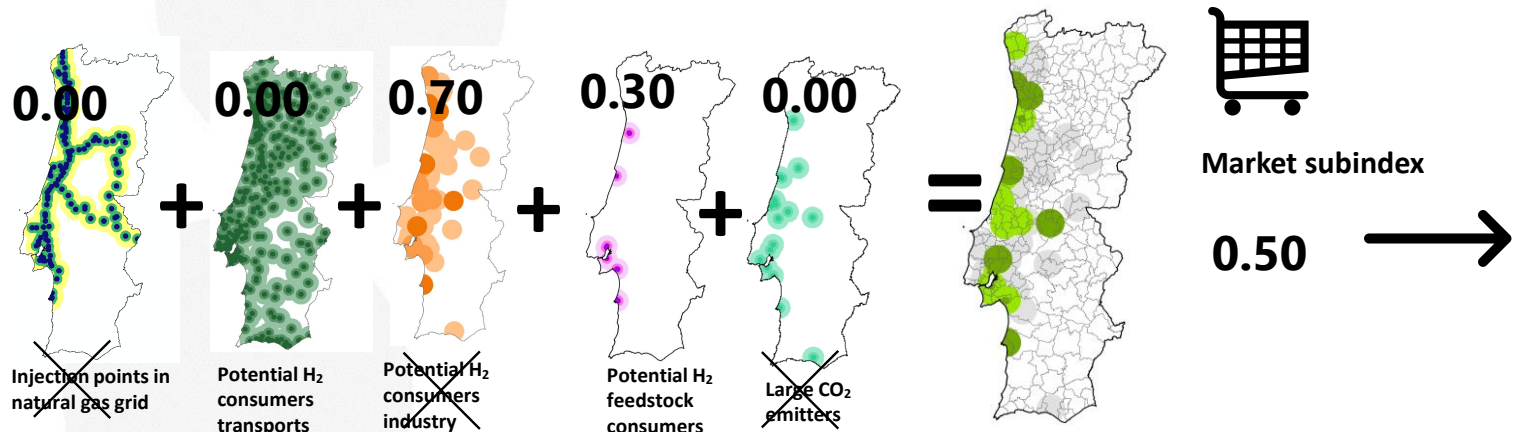 0.00
0.00
0.70
0.30
0.00
+
+
+
+
=
Market subindex
0.50
Injection points in
natural gas grid
Potential H₂
consumers
transports
Potential H₂
consumers
industry
Potential H₂
feedstock
consumers
Large CO₂
emitters